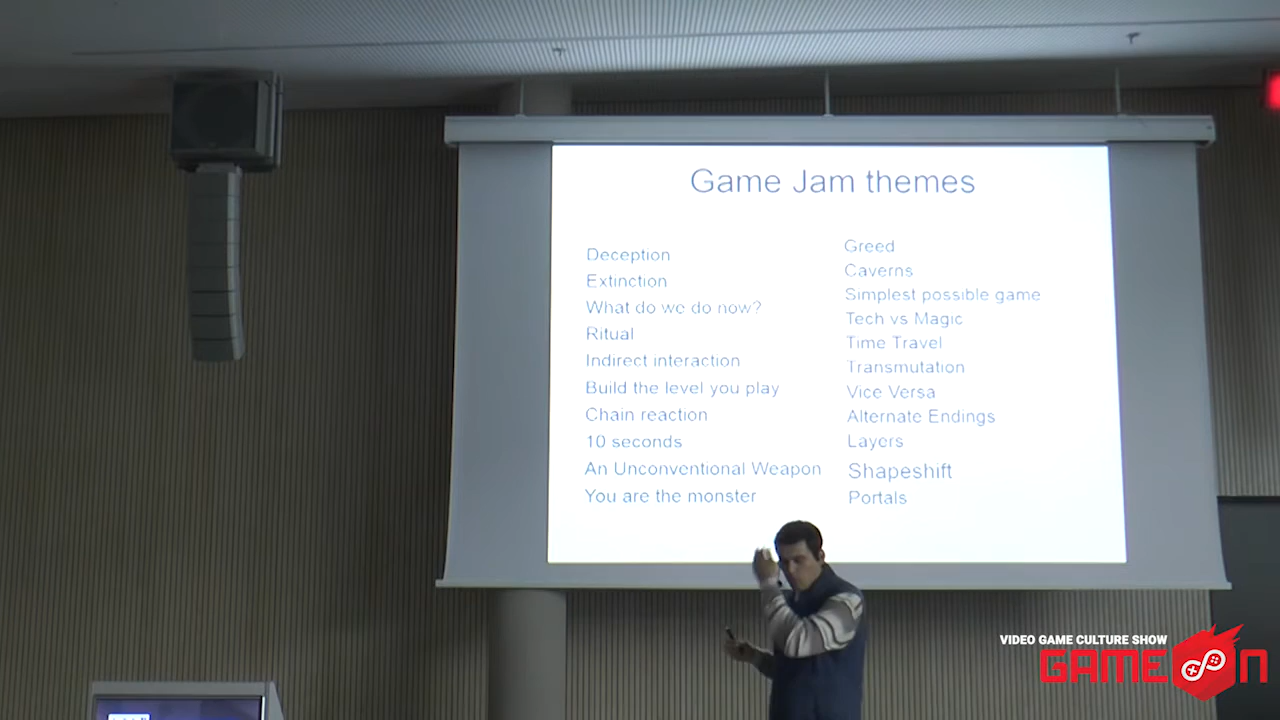 Game Jam themes
Deception
Extinction
What do we do now?
Ritual
Indirect interaction
Build the level you play
Chain reaction
10 seconds
An Unconventional Weapon
You are the monster
Greed
Caverns
Simplest possible game
Tech vs Magic
Time Travel
Transmutation
Vice Versa
Alternate Endings
Layers
Shapeshift
Portals
VIDEO GAME CULTURE SHOW
GAMEON